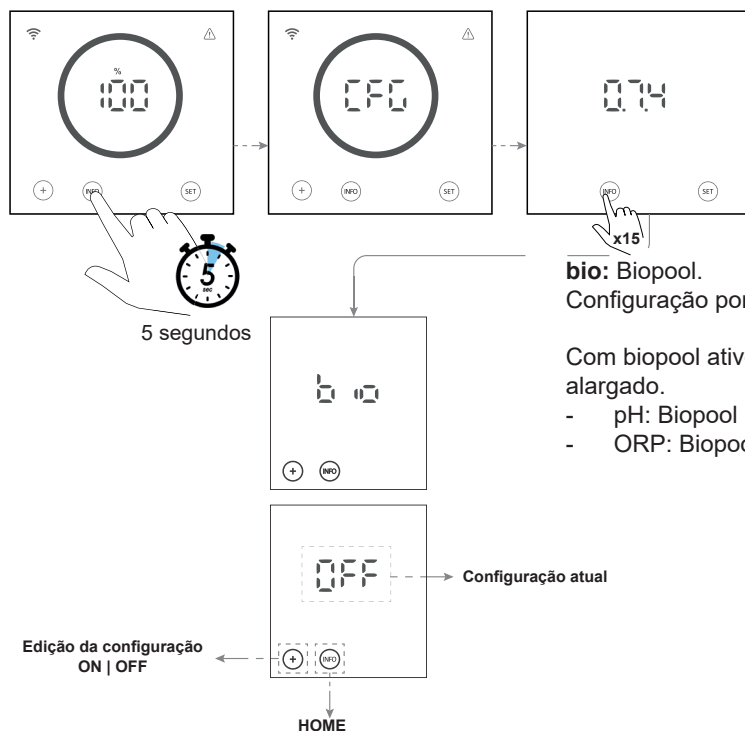 %
100
+
INFO
SET
CFG
+
INFO
SET
0.7.4
INFO
SET
5
sec
5 segundos
x15
bio: Biopool.
Configuração por
Com biopool ativ
alargado.
- pH: Biopool
- ORP: Biopoo
bio
+
INFO
OFF
Configuração atual
Edição da configuração
ON | OFF
+
INFO
HOME